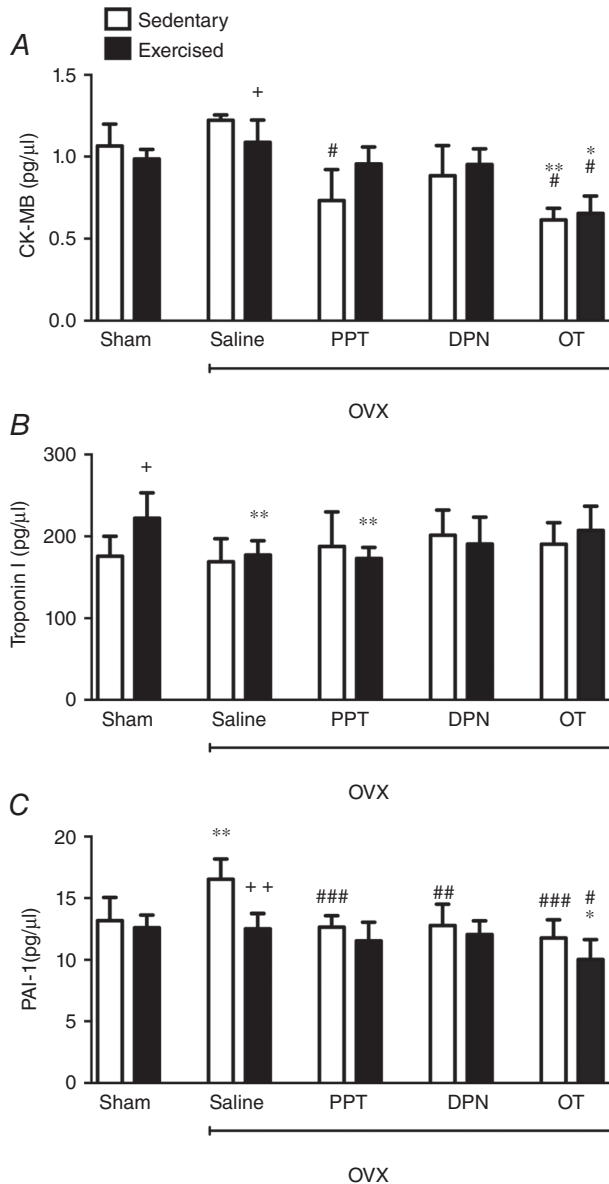 Sedentary
Exercised
A
1.5
1.0
0.5
0.0
CK-MB (pg/µl)
+
#
**
#
*
#
Sham Saline PPT DPN OT
OVX
B
300
200
100
0
Troponin I (pg/µl)
+
**
**
Sham Saline PPT DPN OT
OVX
C
20
15
10
5
0
PAI-1(pg/µl)
**
++
###
##
###
#
*
Sham Saline PPT DPN OT
OVX